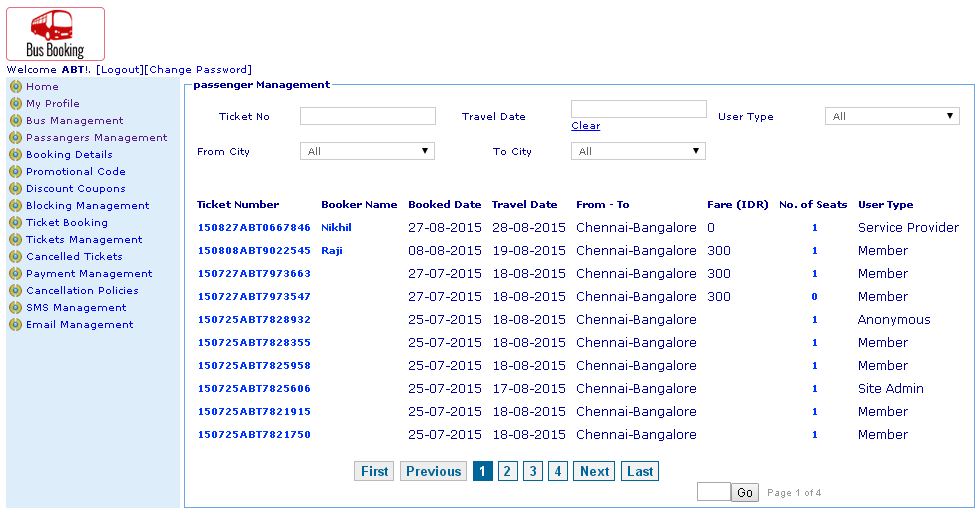 Bus Booking
Welcome ABT!. [Logout][Change Password]
Home
My Profile
Bus Management
Passangers Management
Booking Details
Promotional Code
Discount Coupons
Blocking Management
Ticket Booking
Tickets Management
Cancelled Tickets
Payment Management
Cancellation Policies
SMS Management
Email Management
passenger Management
Ticket No Travel Date User Type All
Clear
From City All To City All
Ticket Number Booker Name Booked Date Travel Date From - To Fare (IDR) No. of Seats User Type
150827ABT0667846 Nikhil 27-08-2015 28-08-2015 Chennai-Bangalore 0 1 Service Provider
150808ABT9022545 Raji 08-08-2015 19-08-2015 Chennai-Bangalore 300 1 Member
150727ABT7973663 27-07-2015 18-08-2015 Chennai-Bangalore 300 1 Member
150727ABT7973547 27-07-2015 18-08-2015 Chennai-Bangalore 300 0 Member
150725ABT7828932 25-07-2015 18-08-2015 Chennai-Bangalore 1 Anonymous
150725ABT7828355 25-07-2015 18-08-2015 Chennai-Bangalore 1 Member
150725ABT7825958 25-07-2015 18-08-2015 Chennai-Bangalore 1 Member
150725ABT7825606 25-07-2015 17-08-2015 Chennai-Bangalore 1 Site Admin
150725ABT7821915 25-07-2015 18-08-2015 Chennai-Bangalore 1 Member
150725ABT7821750 25-07-2015 18-08-2015 Chennai-Bangalore 1 Member
First Previous 1 2 3 4 Next Last
Go Page 1 of 4